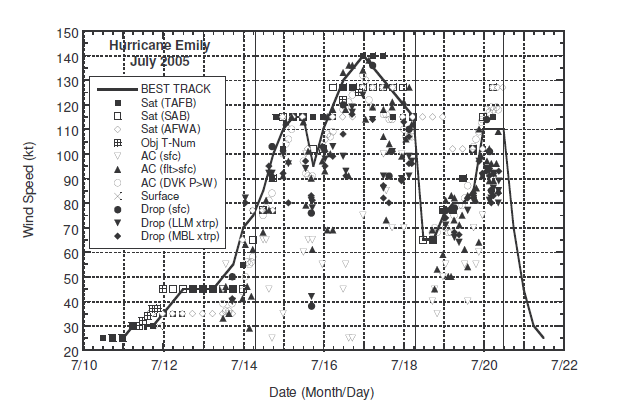 Hurricane Emily
July 2005
BEST TRACK
Sat (TAFB)
Sat (SAB)
Sat (AFWA)
Obj T-Num
AC (sfc)
AC (flt>sfc)
AC (DVK P>W)
Surface
Drop (sfc)
Drop (LLM xtrp)
Drop (MBL xtrp)
Wind Speed (kt)
150
140
130
120
110
100
90
80
70
60
50
40
30
20
7/10 7/12 7/14 7/16 7/18 7/20 7/22
Date (Month/Day)